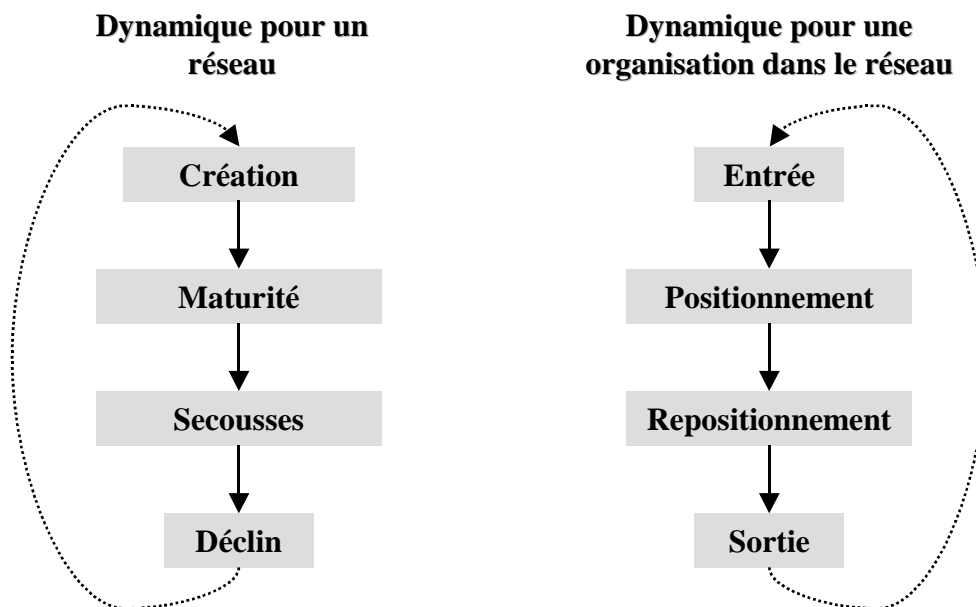 Dynamique pour un
réseau
Création
Maturité
Secousses
Déclin
Dynamique pour une
organisation dans le réseau
Entrée
Positionnement
Repositionnement
Sortie